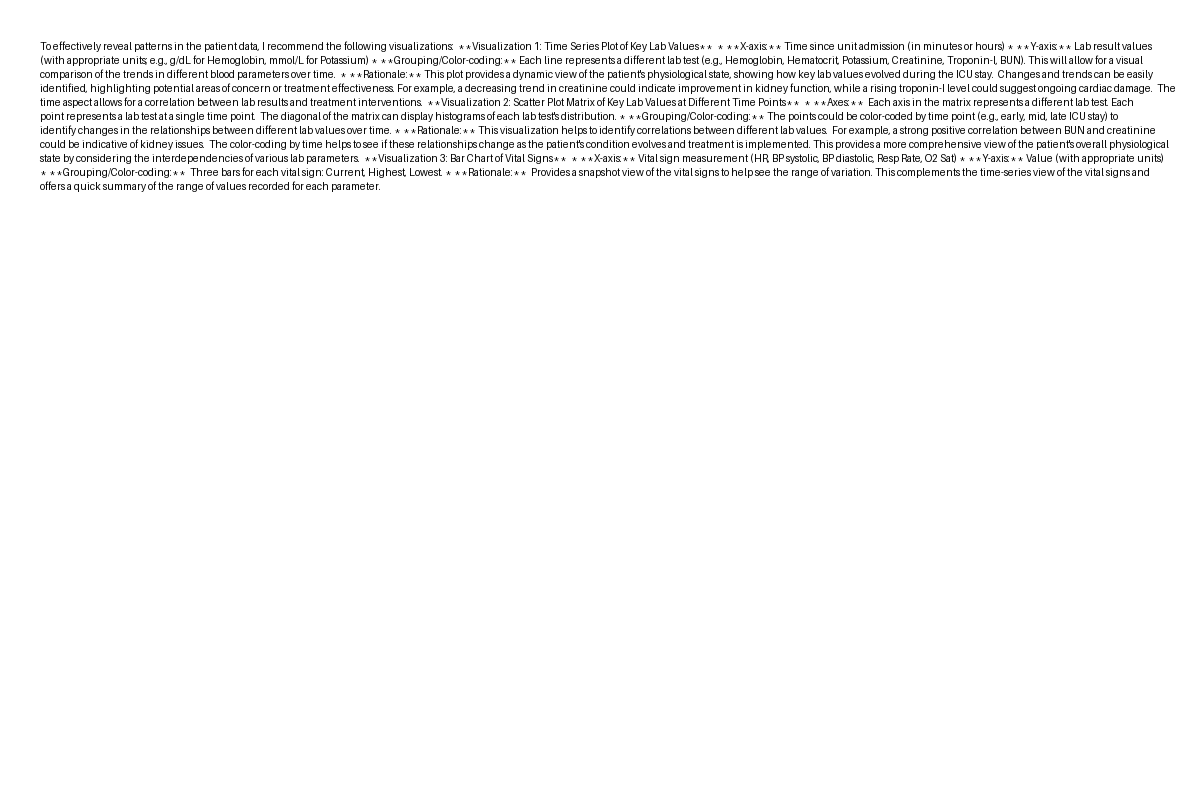 To effectively reveal patterns in the patient data, I recommend the following visualizations:  **Visualization 1: Time Series Plot of Key Lab Values**  * **X-axis:** Time since unit admission (in minutes or hours) * **Y-axis:** Lab result values
(with appropriate units; e.g., g/dL for Hemoglobin, mmol/L for Potassium) * **Grouping/Color-coding:** Each line represents a different lab test (e.g., Hemoglobin, Hematocrit, Potassium, Creatinine, Troponin-I, BUN). This will allow for a visual
comparison of the trends in different blood parameters over time.  * **Rationale:** This plot provides a dynamic view of the patient's physiological state, showing how key lab values evolved during the ICU stay.  Changes and trends can be easily
identified, highlighting potential areas of concern or treatment effectiveness. For example, a decreasing trend in creatinine could indicate improvement in kidney function, while a rising troponin-I level could suggest ongoing cardiac damage.  The
time aspect allows for a correlation between lab results and treatment interventions.  **Visualization 2: Scatter Plot Matrix of Key Lab Values at Different Time Points**  * **Axes:**  Each axis in the matrix represents a different lab test. Each
point represents a lab test at a single time point.  The diagonal of the matrix can display histograms of each lab test's distribution. * **Grouping/Color-coding:** The points could be color-coded by time point (e.g., early, mid, late ICU stay) to
identify changes in the relationships between different lab values over time. * **Rationale:** This visualization helps to identify correlations between different lab values.  For example, a strong positive correlation between BUN and creatinine
could be indicative of kidney issues.  The color-coding by time helps to see if these relationships change as the patient's condition evolves and treatment is implemented. This provides a more comprehensive view of the patient's overall physiological
state by considering the interdependencies of various lab parameters.  **Visualization 3: Bar Chart of Vital Signs**  * **X-axis:** Vital sign measurement (HR, BP systolic, BP diastolic, Resp Rate, O2 Sat) * **Y-axis:** Value (with appropriate units)
* **Grouping/Color-coding:**  Three bars for each vital sign: Current, Highest, Lowest. * **Rationale:**  Provides a snapshot view of the vital signs to help see the range of variation. This complements the time-series view of the vital signs and
offers a quick summary of the range of values recorded for each parameter.